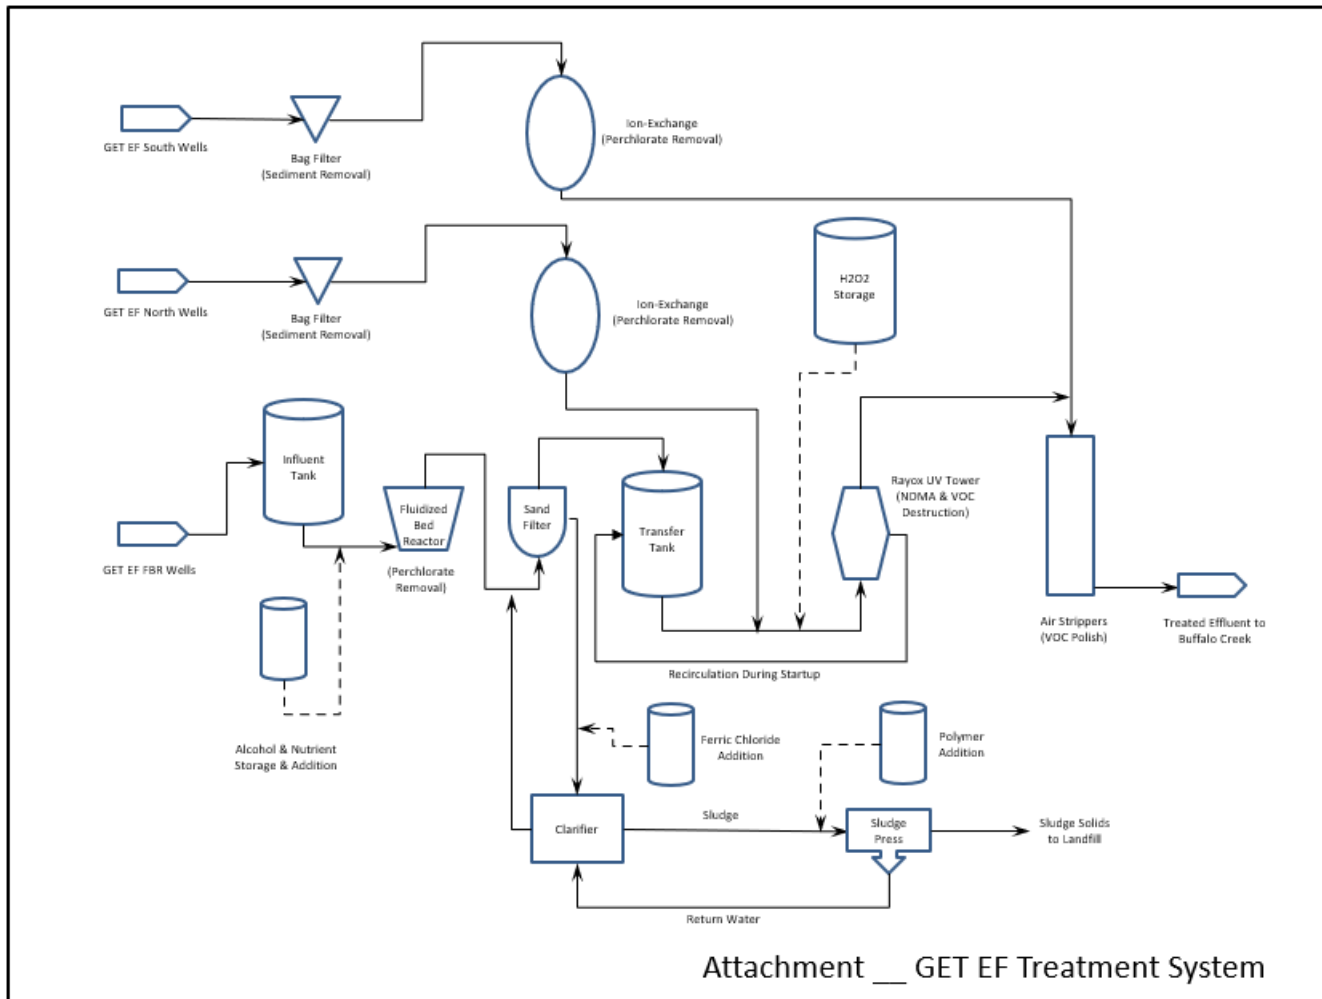 GET EF South Wells
Bag Filter
(Sediment Removal)
Ion-Exchange
(Perchlorate Removal)
GET EF North Wells
Bag Filter
(Sediment Removal)
Ion-Exchange
(Perchlorate Removal)
H2O2
Storage
Influent
Tank
GET EF FBR Wells
Fluidized
Bed
Reactor
(Perchlorate
Removal)
Sand
Filter
Transfer
Tank
Rayox UV Tower
(NDMA & VOC
Destruction)
Air Strippers
(VOC Polish)
Treated Effluent to
Buffalo Creek
Recirculation During Startup
Alcohol & Nutrient
Storage & Addition
Ferric Chloride
Addition
Polymer
Addition
Clarifier
Sludge
Sludge
Press
Sludge Solids
to Landfill
Return Water
Attachment __ GET EF Treatment System